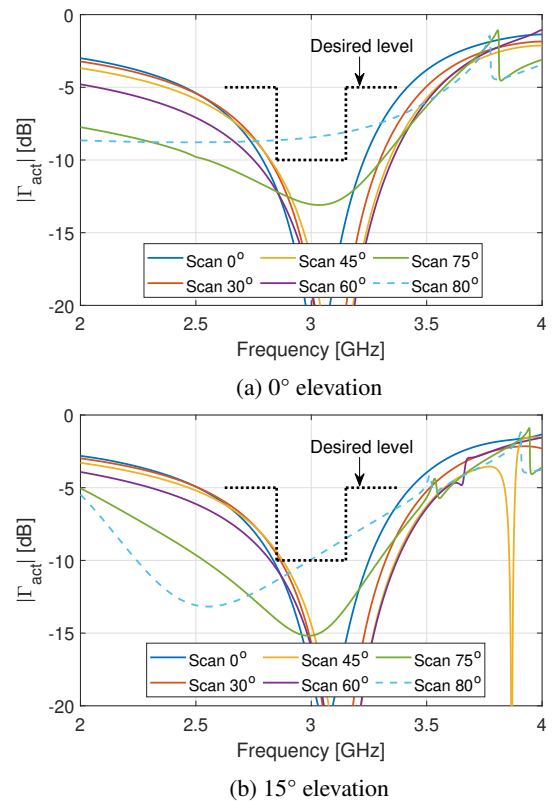 0
Desired level
-5
|Γact| [dB]
-10
-15
Scan 0° Scan 45° Scan 75°
Scan 30° Scan 60° Scan 80°
-20
2 2.5 3 3.5 4
Frequency [GHz]
(a) 0° elevation
0
Desired level
-5
|Γact| [dB]
-10
-15
Scan 0° Scan 45° Scan 75°
Scan 30° Scan 60° Scan 80°
-20
2 2.5 3 3.5 4
Frequency [GHz]
(b) 15° elevation